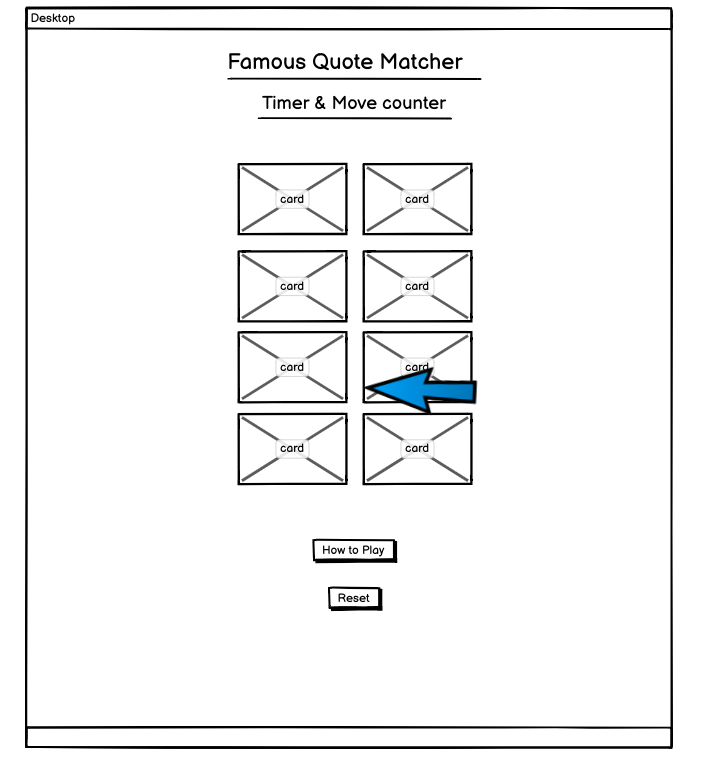 Desktop
Famous Quote Matcher
Timer & Move counter
card card
card card
card card
card card
How to Play
Reset